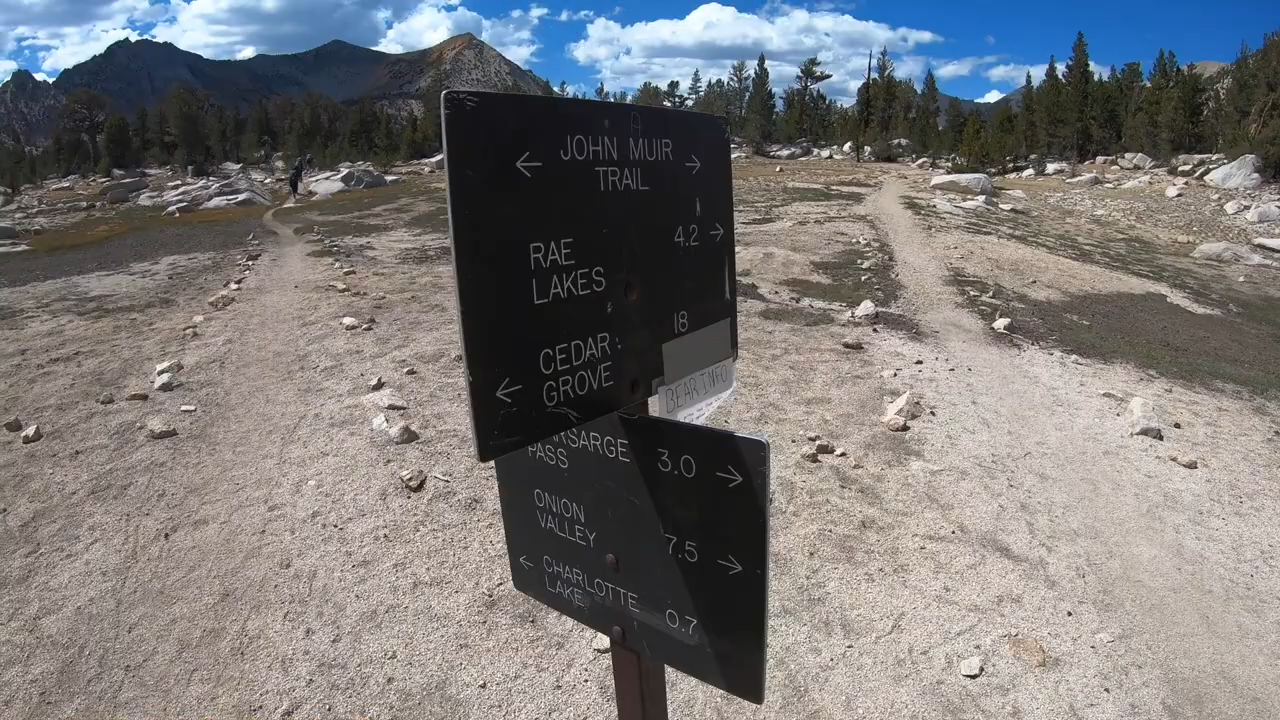 ← JOHN MUIR →
TRAIL
RAE 4.2 →
LAKES
CEDAR 18
← GROVE
BEAR INFO
PASS 3.0 →
ONION
VALLEY 7.5 →
← CHARLOTTE
LAKE 0.7